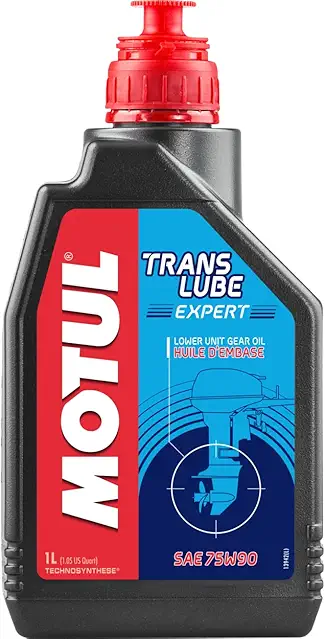 MOTUL®
TRANS
LUBE
EXPERT
LOWER UNIT GEAR OIL
HUILE D'EMBASE
SAE 75W90
1L (1.05 US Quart)
TECHNOSYNTHESE®